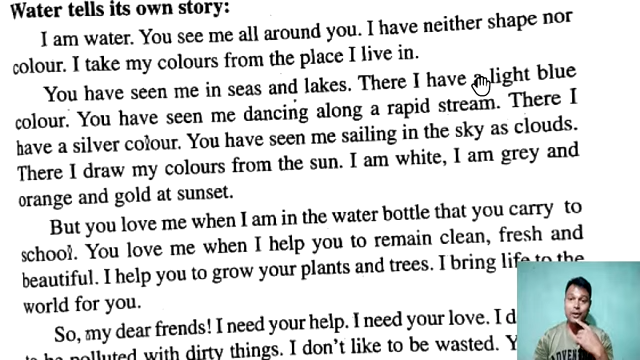 Water tells its own story:
I am water. You see me all around you. I have neither shape nor
colour. I take my colours from the place I live in.
You have seen me in seas and lakes. There I have a light blue
colour. You have seen me dancing along a rapid stream. There I
have a silver colour. You have seen me sailing in the sky as clouds.
There I draw my colours from the sun. I am white, I am grey and
orange and gold at sunset.
But you love me when I am in the water bottle that you carry to
school. You love me when I help you to remain clean, fresh and
beautiful. I help you to grow your plants and trees. I bring life to the
world for you.
So, my dear frends! I need your help. I need your love. I
be polluted with dirty things. I don't like to be wasted.